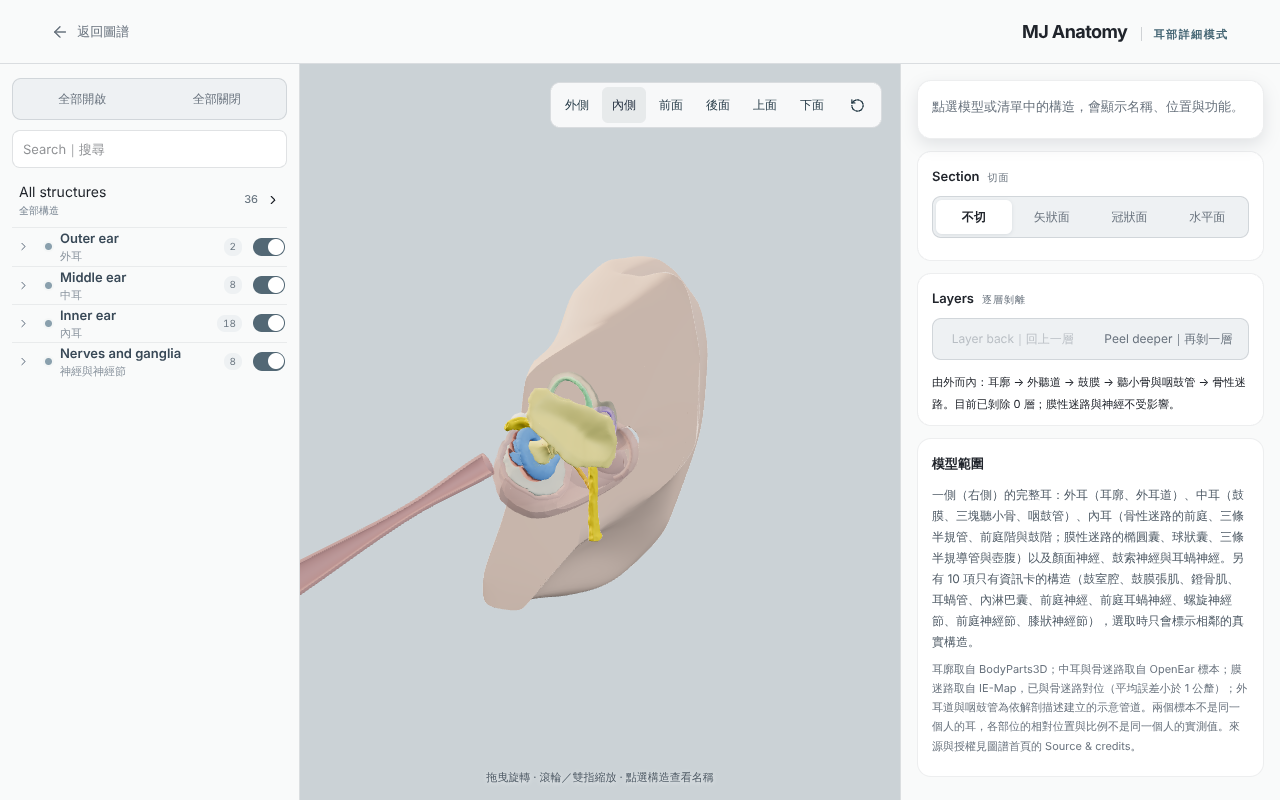 返回圖譜
MJ Anatomy
耳部詳細模式
全部開啟
全部關閉
Search｜搜尋
All structures
全部構造
36
Outer ear
外耳
2
Middle ear
中耳
8
Inner ear
內耳
18
Nerves and ganglia
神經與神經節
8
外側
內側
前面
後面
上面
下面
拖曳旋轉 · 滾輪／雙指縮放 · 點選構造查看名稱
點選模型或清單中的構造，會顯示名稱、位置與功能。
Section 切面
不切
矢狀面
冠狀面
水平面
Layers 逐層剝離
Layer back｜回上一層
Peel deeper｜再剝一層
由外而內：耳廓 → 外聽道 → 鼓膜 → 聽小骨與咽鼓管 → 骨性迷
路。目前已剝除 0 層；膜性迷路與神經不受影響。
模型範圍
一側（右側）的完整耳：外耳（耳廓、外耳道）、中耳（鼓
膜、三塊聽小骨、咽鼓管）、內耳（骨性迷路的前庭、三條
半規管、前庭階與鼓階；膜性迷路的橢圓囊、球狀囊、三條
半規導管與壺腹）以及顏面神經、鼓索神經與耳蝸神經。另
有 10 項只有資訊卡的構造（鼓室腔、鼓膜張肌、鐙骨肌、
耳蝸管、內淋巴囊、前庭神經、前庭耳蝸神經、螺旋神經
節、前庭神經節、膝狀神經節），選取時只會標示相鄰的真
實構造。
耳廓取自 BodyParts3D；中耳與骨迷路取自 OpenEar 標本；膜
迷路取自 IE-Map，已與骨迷路對位（平均誤差小於 1 公釐）；外
耳道與咽鼓管為依解剖描述建立的示意管道。兩個標本不是同一
個人的耳，各部位的相對位置與比例不是同一個人的實測值。來
源與授權見圖譜首頁的 Source & credits。